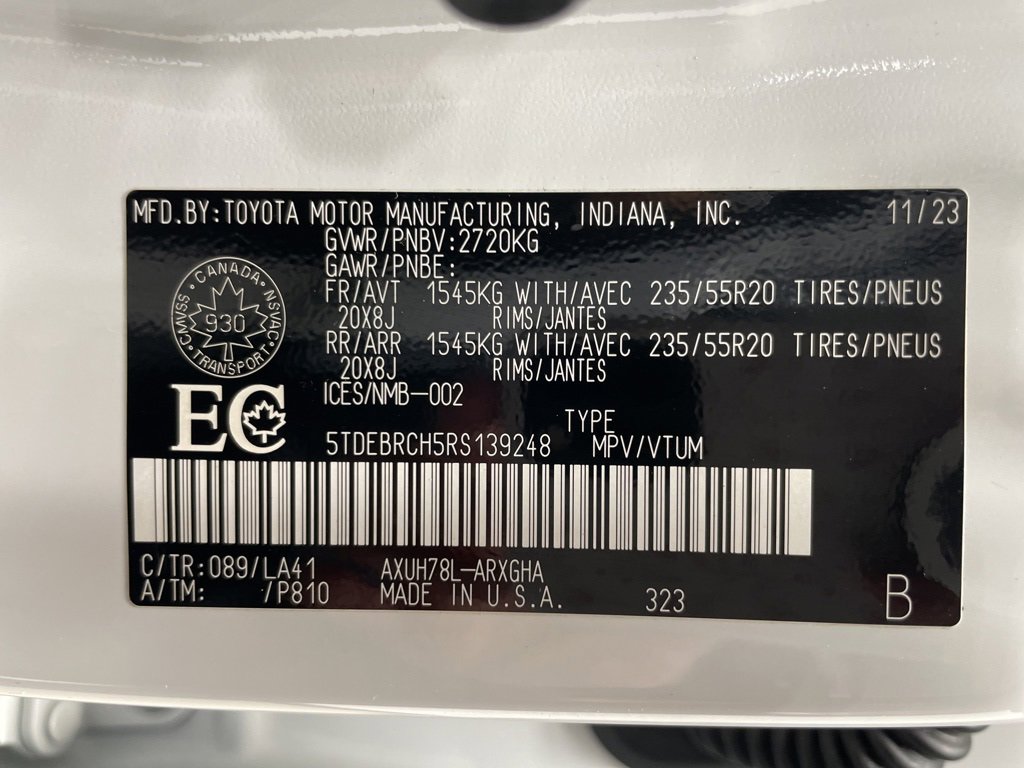 MFD.BY:TOYOTA MOTOR MANUFACTURING, INDIANA, INC. 11/23
GVWR/PNBV:2720KG
GAWR/PNBE:
FR/AVT 1545KG WITH/AVEC 235/55R20 TIRES/PNEUS
20X8J RIMS/JANTES
RR/ARR 1545KG WITH/AVEC 235/55R20 TIRES/PNEUS
20X8J RIMS/JANTES
ICES/NMB-002
CANADA
CMVSS 930 NSVAC
TRANSPORT
EC
TYPE
5TDEBRCH5RS139248 MPV/VTUM
C/TR:089/LA41 AXUH78L-ARXGHA
A/TM: /P810 MADE IN U.S.A. 323 B